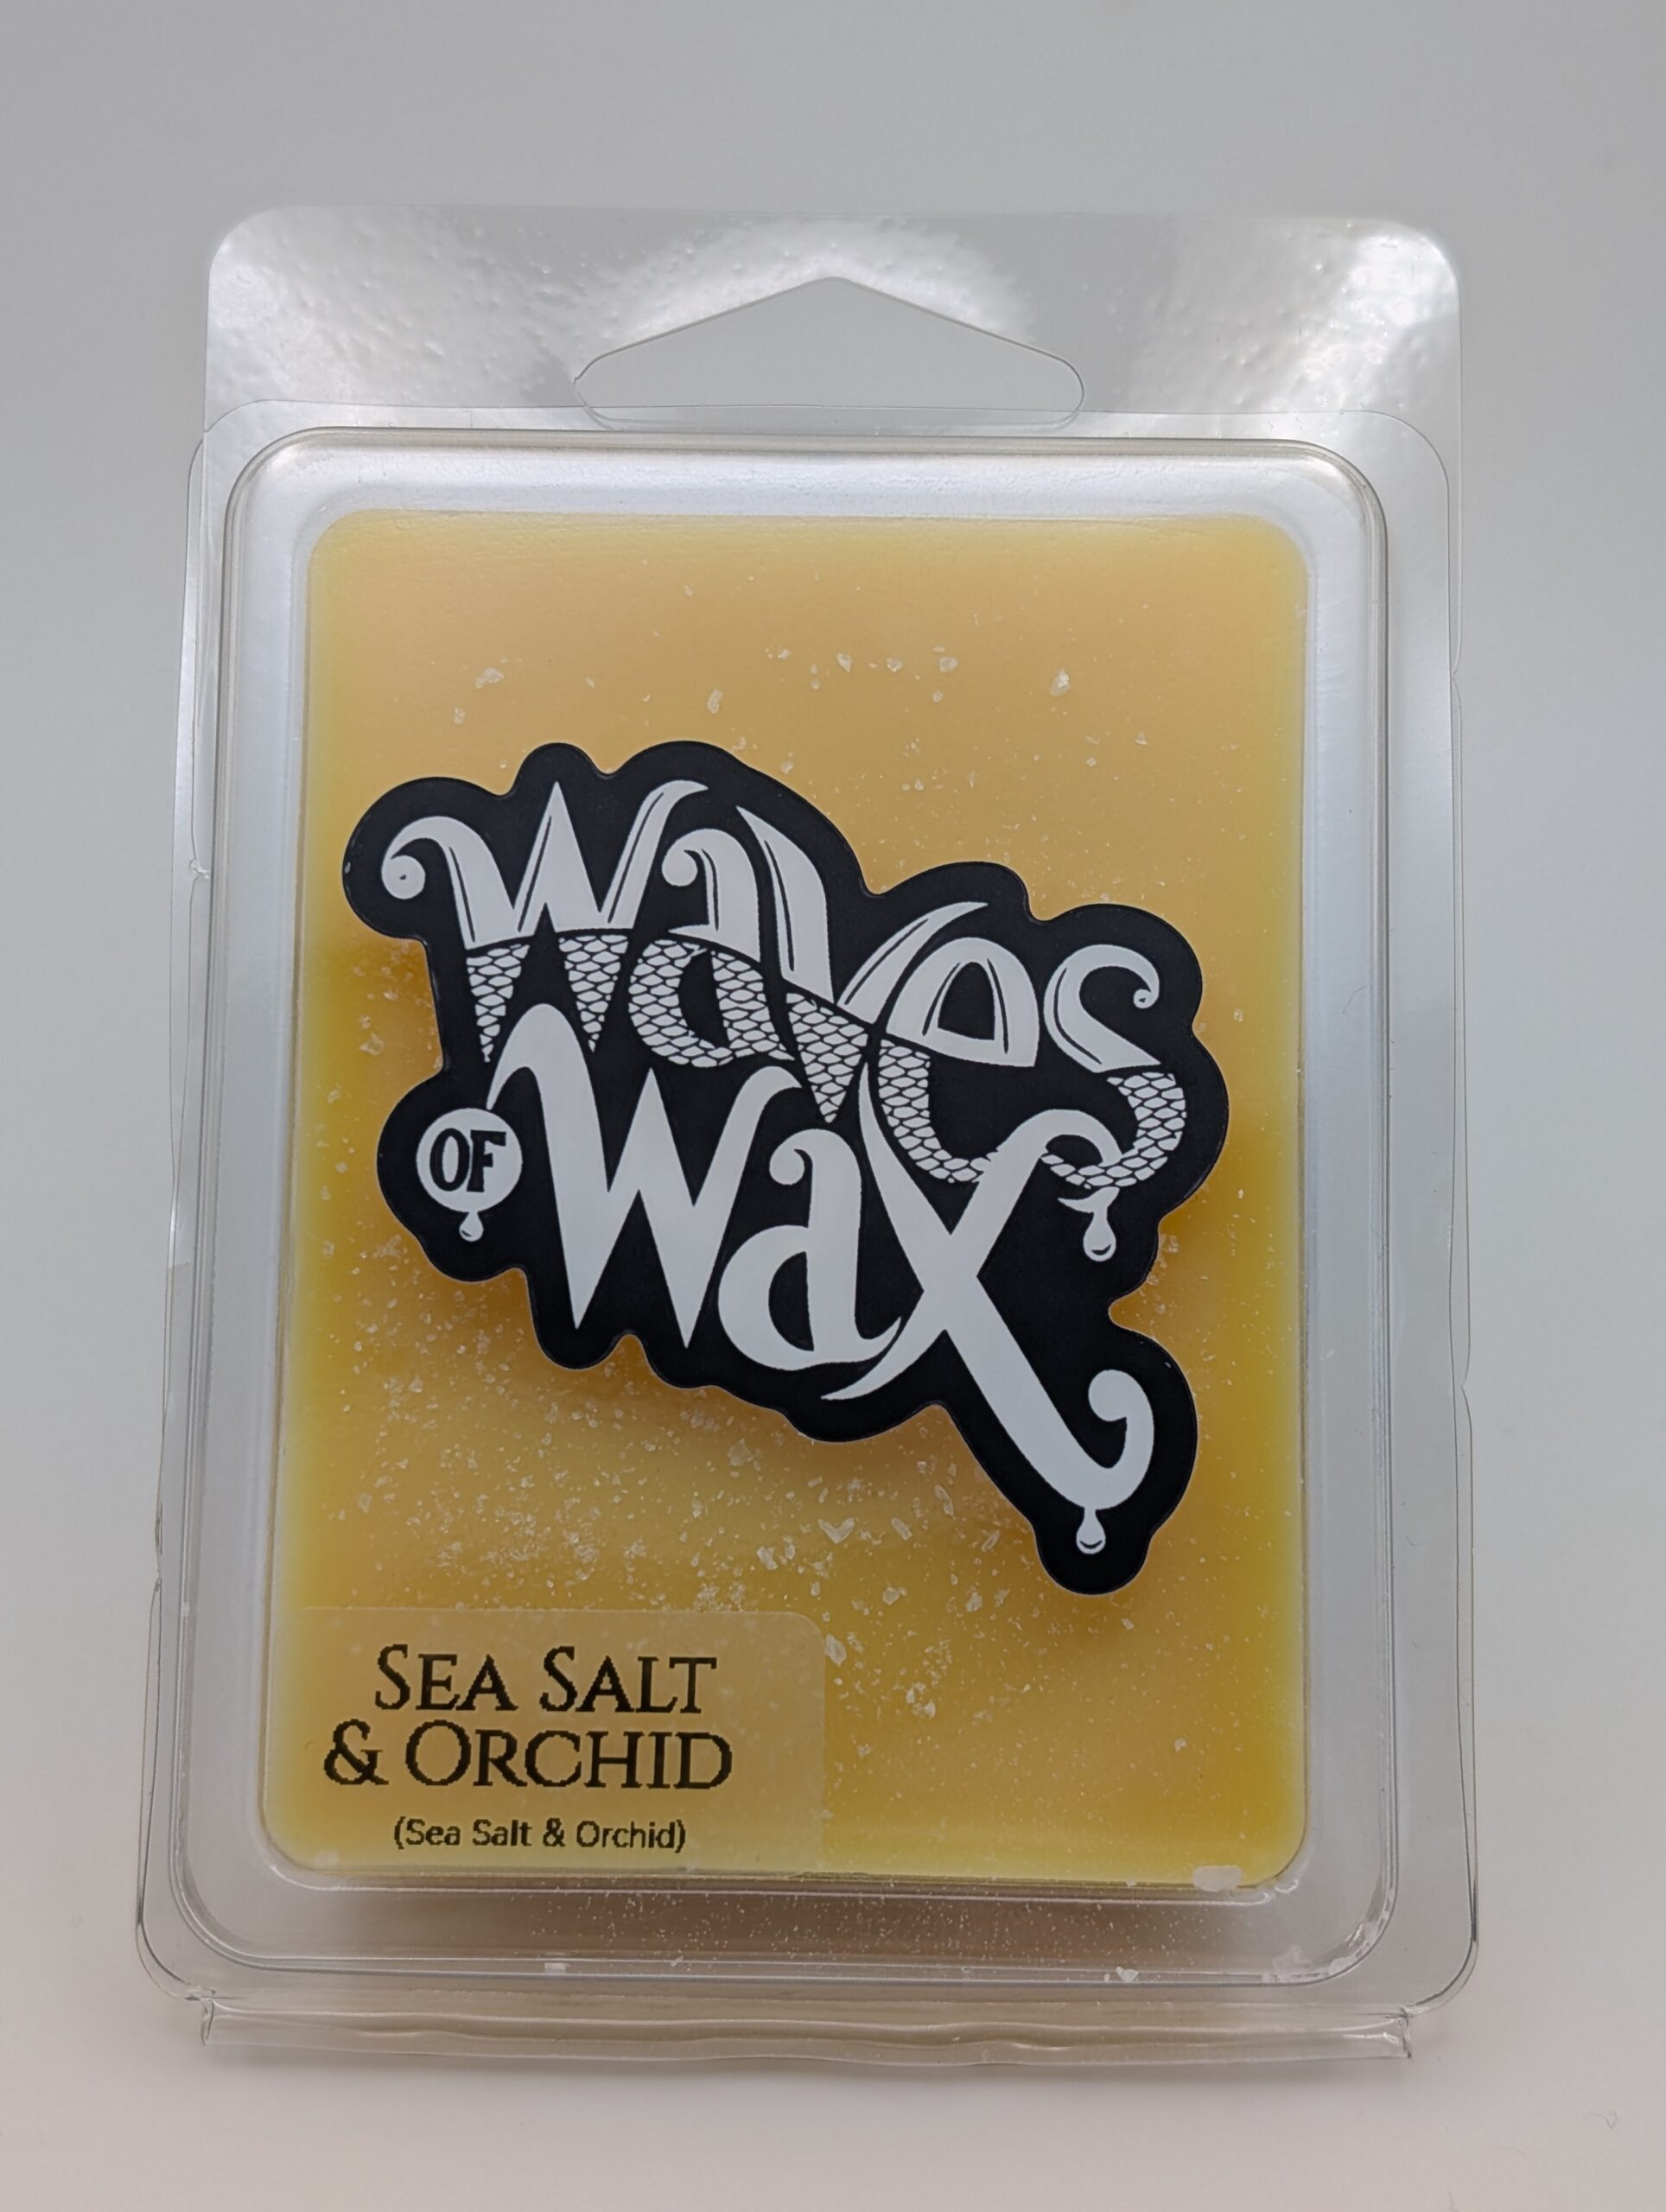 Waves
OF
Wax
SEA SALT
& ORCHID
(Sea Salt & Orchid)